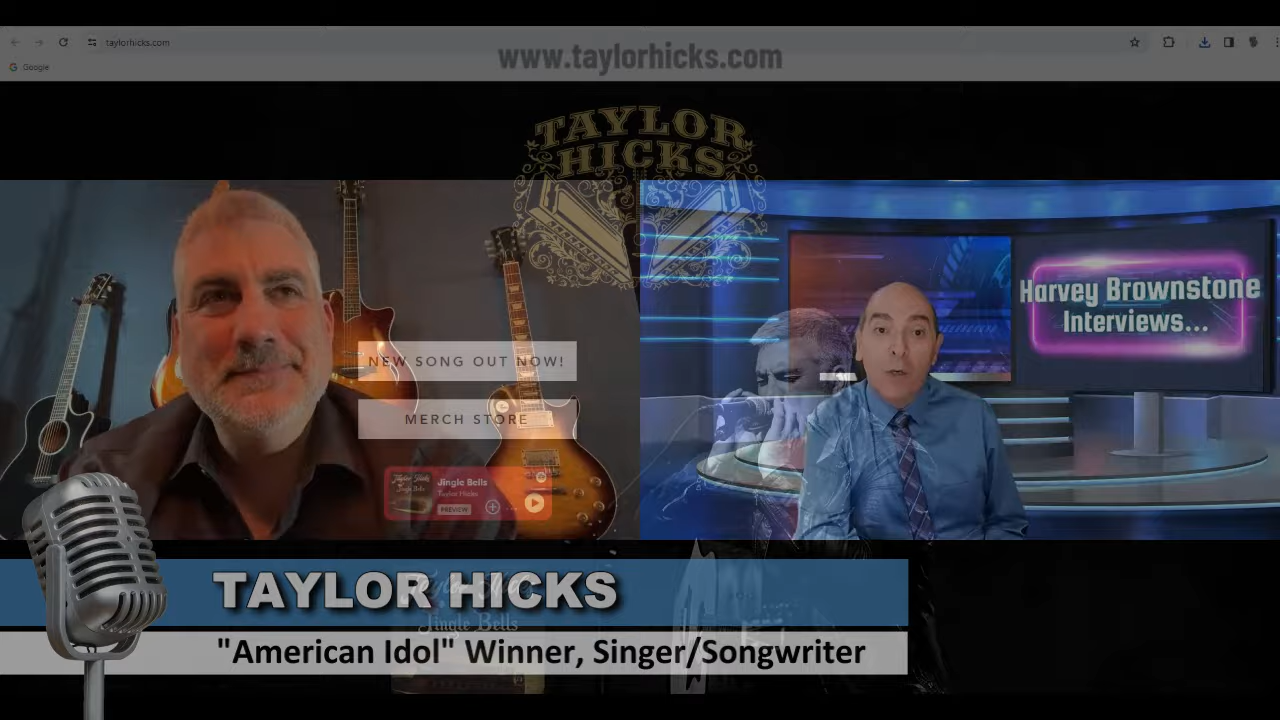 taylorhicks.com
www.taylorhicks.com
Google
TAYLOR
HICKS
Harvey Brownstone
Interviews...
NEW SONG OUT NOW!
MERCH STORE
Jingle Bells
Taylor Hicks
PREVIEW
TAYLOR HICKS
Jingle Bells
"American Idol" Winner, Singer/Songwriter